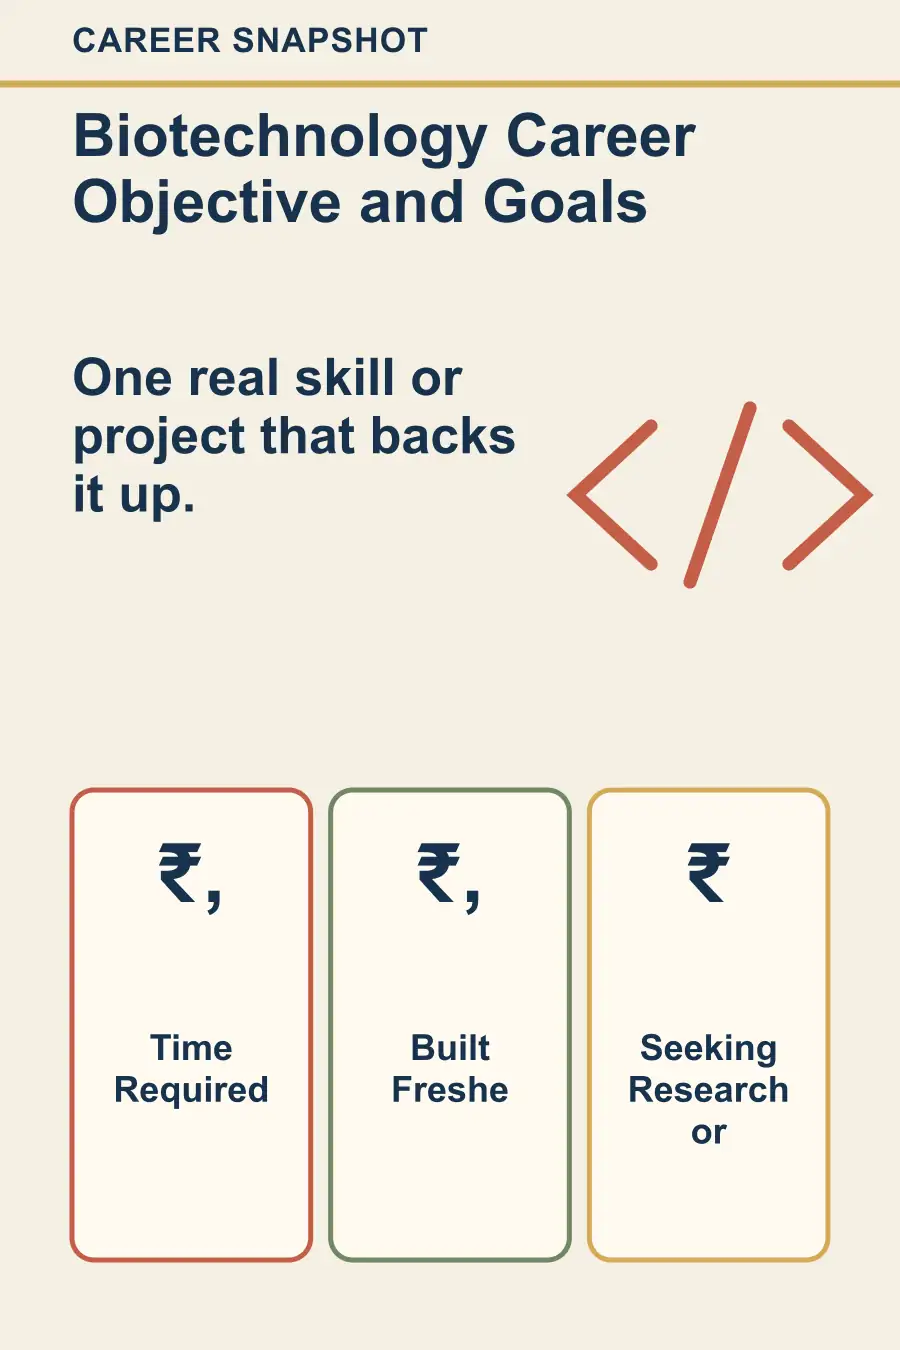 CAREER SNAPSHOT
Biotechnology Career
Objective and Goals
One real skill or
project that backs
it up.
</>
₹,
Time
Required
₹,
Built
Freshe
₹
Seeking
Research
or